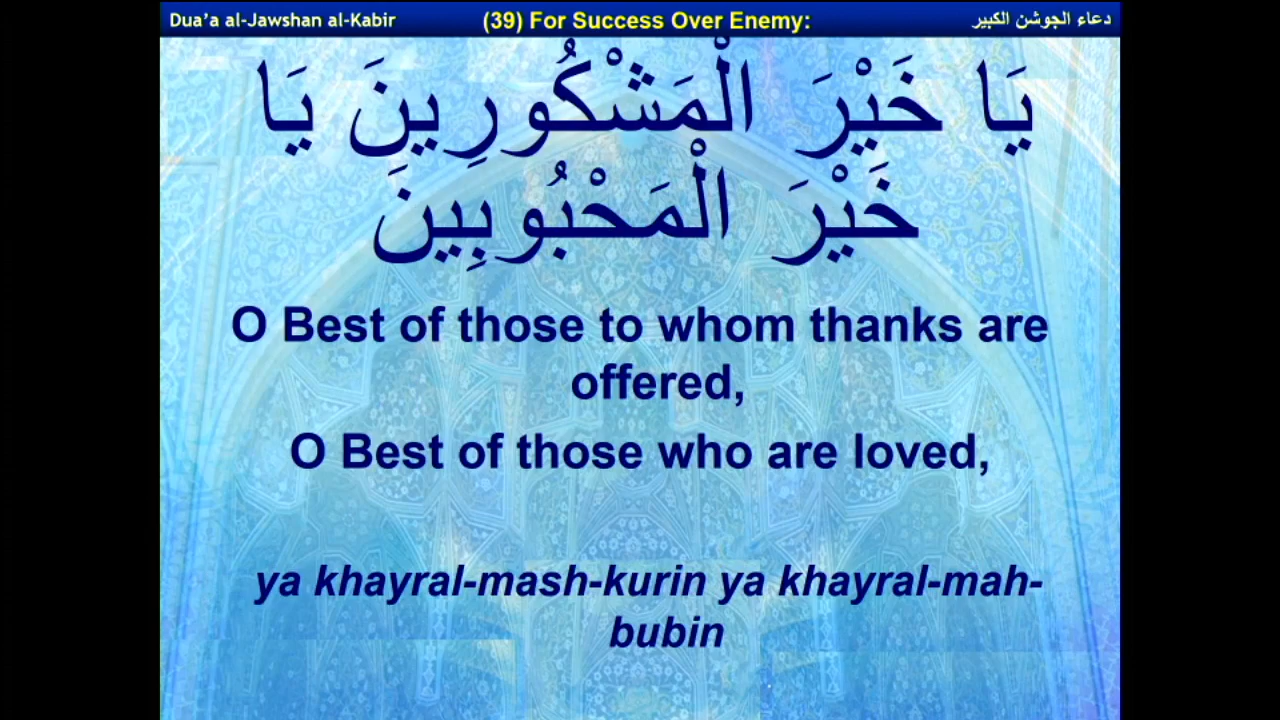 Dua'a al-Jawshan al-Kabir (39) For Success Over Enemy: دعاء الجوشن الكبير
يَا خَيْرَ الْمَشْكُورِينَ يَا
خَيْرَ الْمَحْبُوبِينَ
O Best of those to whom thanks are
offered,
O Best of those who are loved,
ya khayral-mash-kurin ya khayral-mah-
bubin